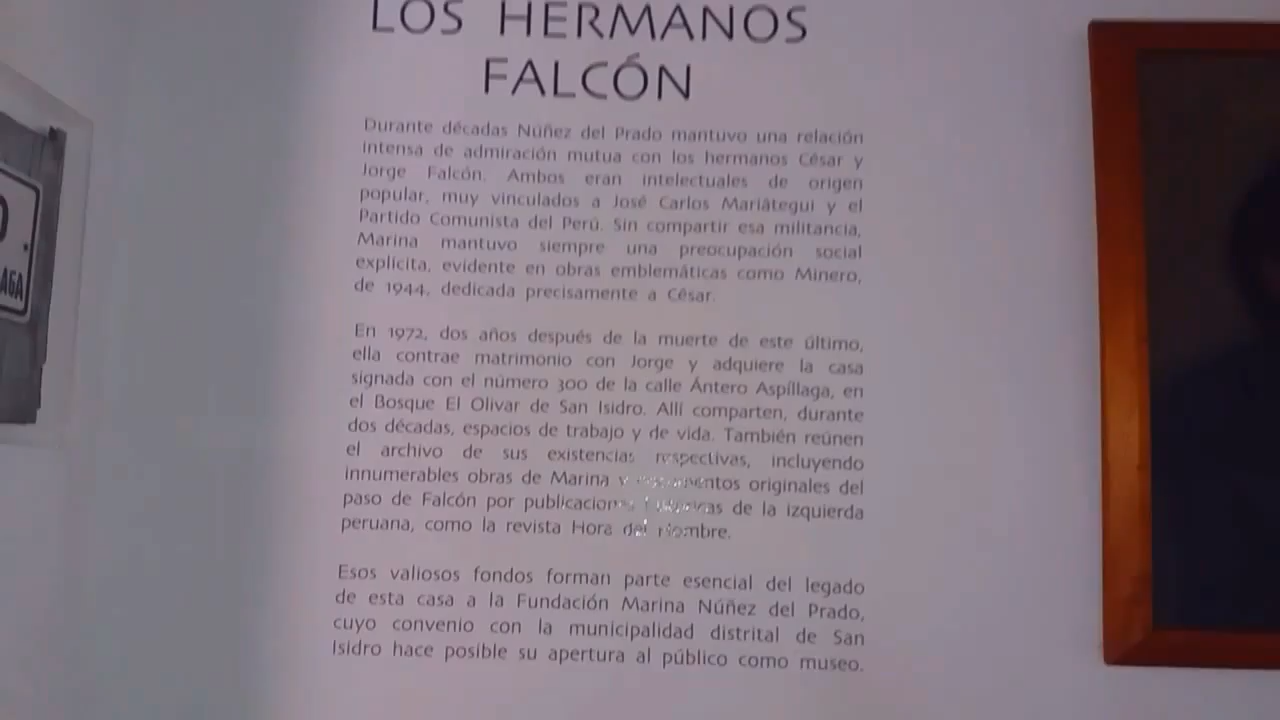 LOS HERMANOS
FALCÓN
Durante décadas Núñez del Prado mantuvo una relación
intensa de admiración mutua con los hermanos César y
Jorge Falcón. Ambos eran intelectuales de origen
popular, muy vinculados a José Carlos Mariátegui y el
Partido Comunista del Perú. Sin compartir esa militancia,
Marina mantuvo siempre una preocupación social
explícita, evidente en obras emblemáticas como Minero,
de 1944, dedicada precisamente a César.
En 1972, dos años después de la muerte de este último,
ella contrae matrimonio con Jorge y adquiere la casa
signada con el número 300 de la calle Ántero Aspíllaga, en
el Bosque El Olivar de San Isidro. Allí comparten, durante
dos décadas, espacios de trabajo y de vida. También reúnen
el archivo de sus existencias respectivas, incluyendo
innumerables obras de Marina y originales del
paso de Falcón por publicaciones de la izquierda
peruana, como la revista Hora del Hombre.
Esos valiosos fondos forman parte esencial del legado
de esta casa a la Fundación Marina Núñez del Prado,
cuyo convenio con la municipalidad distrital de San
Isidro hace posible su apertura al público como museo.